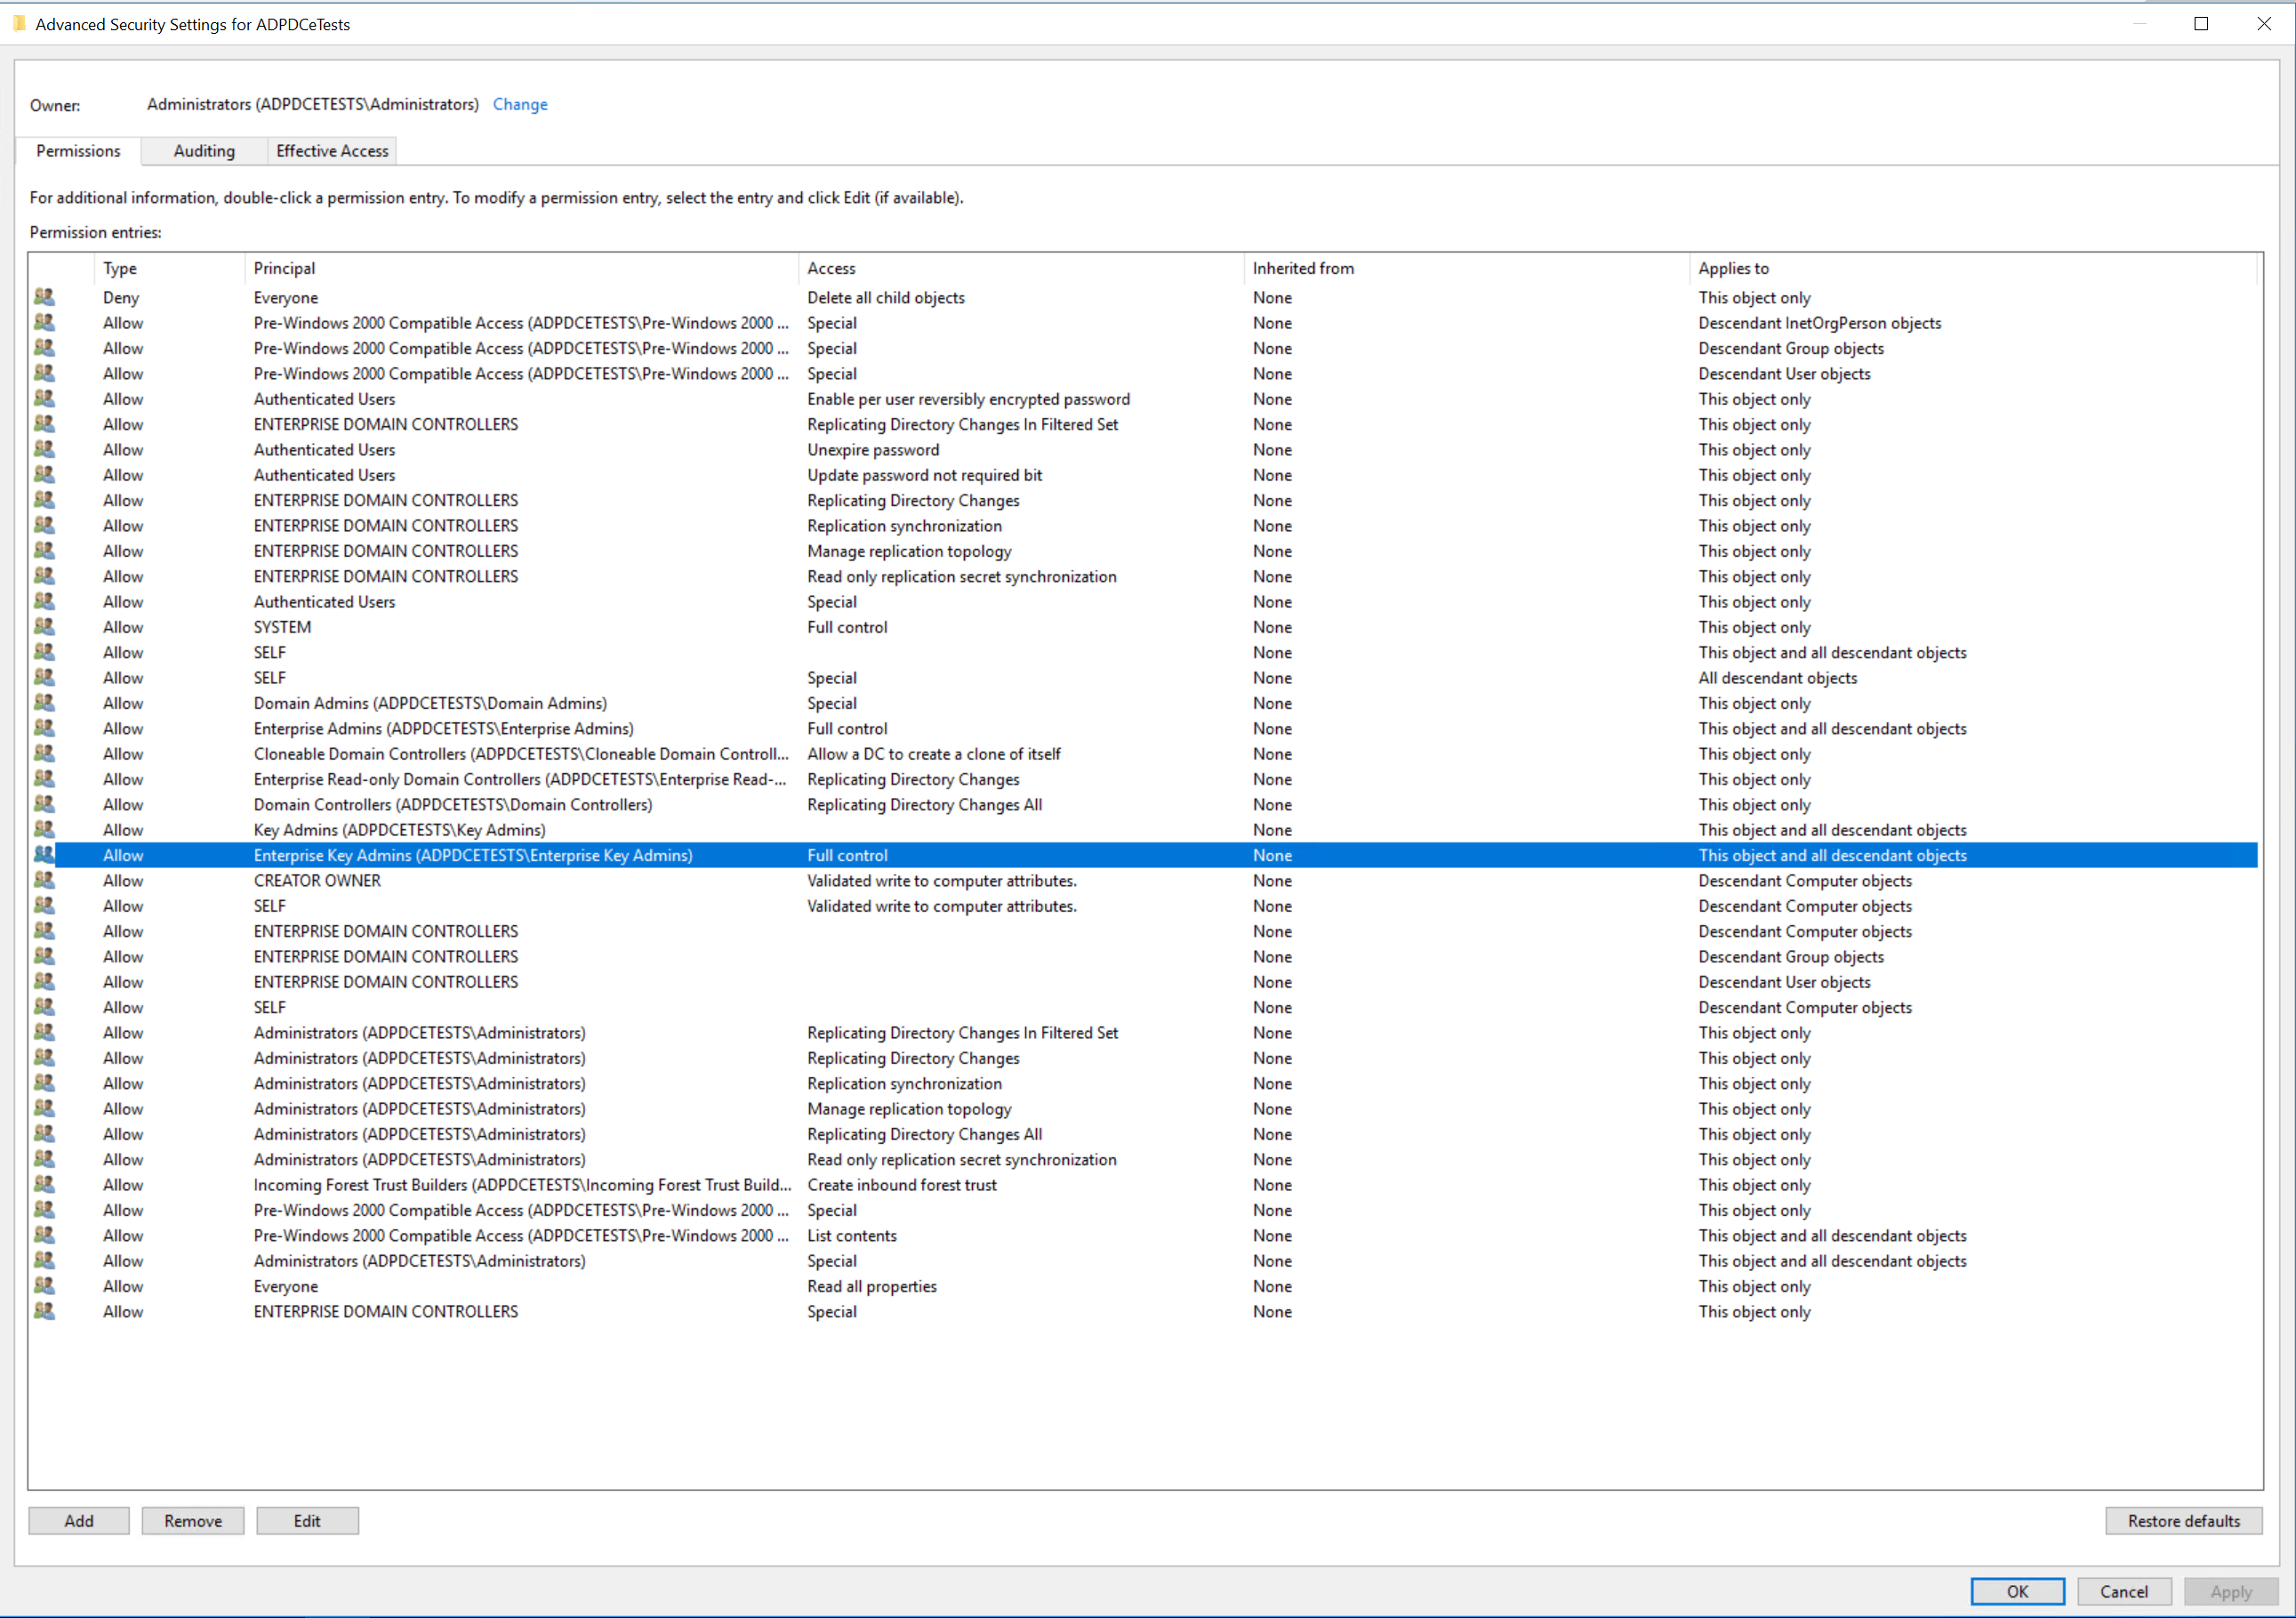 Advanced Security Settings for ADPDCeTests
Owner: Administrators (ADPDCETESTS\Administrators) Change
Permissions Auditing Effective Access
For additional information, double-click a permission entry. To modify a permission entry, select the entry and click Edit (if available).
Permission entries:
Type Principal Access Inherited from Applies to
Deny Everyone Delete all child objects None This object only
Allow Pre-Windows 2000 Compatible Access (ADPDCETESTS\Pre-Windows 2000 ... Special None Descendant InetOrgPerson objects
Allow Pre-Windows 2000 Compatible Access (ADPDCETESTS\Pre-Windows 2000 ... Special None Descendant Group objects
Allow Pre-Windows 2000 Compatible Access (ADPDCETESTS\Pre-Windows 2000 ... Special None Descendant User objects
Allow Authenticated Users Enable per user reversibly encrypted password None This object only
Allow ENTERPRISE DOMAIN CONTROLLERS Replicating Directory Changes In Filtered Set None This object only
Allow Authenticated Users Unexpire password None This object only
Allow Authenticated Users Update password not required bit None This object only
Allow ENTERPRISE DOMAIN CONTROLLERS Replicating Directory Changes None This object only
Allow ENTERPRISE DOMAIN CONTROLLERS Replication synchronization None This object only
Allow ENTERPRISE DOMAIN CONTROLLERS Manage replication topology None This object only
Allow ENTERPRISE DOMAIN CONTROLLERS Read only replication secret synchronization None This object only
Allow Authenticated Users Special None This object only
Allow SYSTEM Full control None This object only
Allow SELF None This object and all descendant objects
Allow SELF Special None All descendant objects
Allow Domain Admins (ADPDCETESTS\Domain Admins) Special None This object only
Allow Enterprise Admins (ADPDCETESTS\Enterprise Admins) Full control None This object and all descendant objects
Allow Cloneable Domain Controllers (ADPDCETESTS\Cloneable Domain Controll... Allow a DC to create a clone of itself None This object only
Allow Enterprise Read-only Domain Controllers (ADPDCETESTS\Enterprise Read-... Replicating Directory Changes None This object only
Allow Domain Controllers (ADPDCETESTS\Domain Controllers) Replicating Directory Changes All None This object only
Allow Key Admins (ADPDCETESTS\Key Admins) None This object and all descendant objects
Allow Enterprise Key Admins (ADPDCETESTS\Enterprise Key Admins) Full control None This object and all descendant objects
Allow CREATOR OWNER Validated write to computer attributes. None Descendant Computer objects
Allow SELF Validated write to computer attributes. None Descendant Computer objects
Allow ENTERPRISE DOMAIN CONTROLLERS None Descendant Computer objects
Allow ENTERPRISE DOMAIN CONTROLLERS None Descendant Group objects
Allow ENTERPRISE DOMAIN CONTROLLERS None Descendant User objects
Allow SELF None Descendant Computer objects
Allow Administrators (ADPDCETESTS\Administrators) Replicating Directory Changes In Filtered Set None This object only
Allow Administrators (ADPDCETESTS\Administrators) Replicating Directory Changes None This object only
Allow Administrators (ADPDCETESTS\Administrators) Replication synchronization None This object only
Allow Administrators (ADPDCETESTS\Administrators) Manage replication topology None This object only
Allow Administrators (ADPDCETESTS\Administrators) Replicating Directory Changes All None This object only
Allow Administrators (ADPDCETESTS\Administrators) Read only replication secret synchronization None This object only
Allow Incoming Forest Trust Builders (ADPDCETESTS\Incoming Forest Trust Build... Create inbound forest trust None This object only
Allow Pre-Windows 2000 Compatible Access (ADPDCETESTS\Pre-Windows 2000 ... Special None This object only
Allow Pre-Windows 2000 Compatible Access (ADPDCETESTS\Pre-Windows 2000 ... List contents None This object and all descendant objects
Allow Administrators (ADPDCETESTS\Administrators) Special None This object and all descendant objects
Allow Everyone Read all properties None This object only
Allow ENTERPRISE DOMAIN CONTROLLERS Special None This object only
Add Remove Edit Restore defaults
OK Cancel Apply